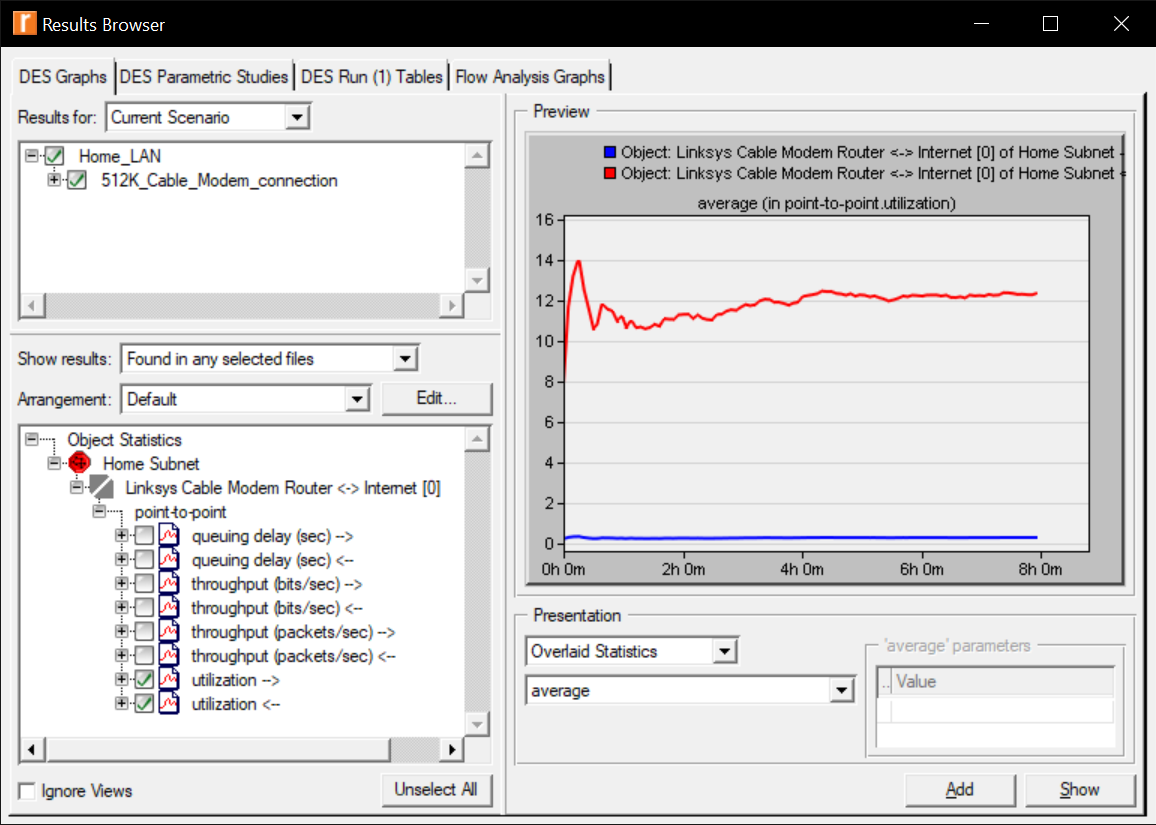 Results Browser
DES Graphs DES Parametric Studies DES Run (1) Tables Flow Analysis Graphs
Results for: Current Scenario
Home_LAN
512K_Cable_Modem_connection
Show results: Found in any selected files
Arrangement: Default Edit...
Object Statistics
Home Subnet
Linksys Cable Modem Router <-> Internet [0]
point-to-point
queuing delay (sec) -->
queuing delay (sec) <--
throughput (bits/sec) -->
throughput (bits/sec) <--
throughput (packets/sec) -->
throughput (packets/sec) <--
utilization -->
utilization <--
Ignore Views Unselect All
Preview
Object: Linksys Cable Modem Router <-> Internet [0] of Home Subnet -
Object: Linksys Cable Modem Router <-> Internet [0] of Home Subnet <
average (in point-to-point.utilization)
16
14
12
10
8
6
4
2
0
0h 0m 2h 0m 4h 0m 6h 0m 8h 0m
Presentation
Overlaid Statistics
average
'average' parameters
.. Value
Add Show